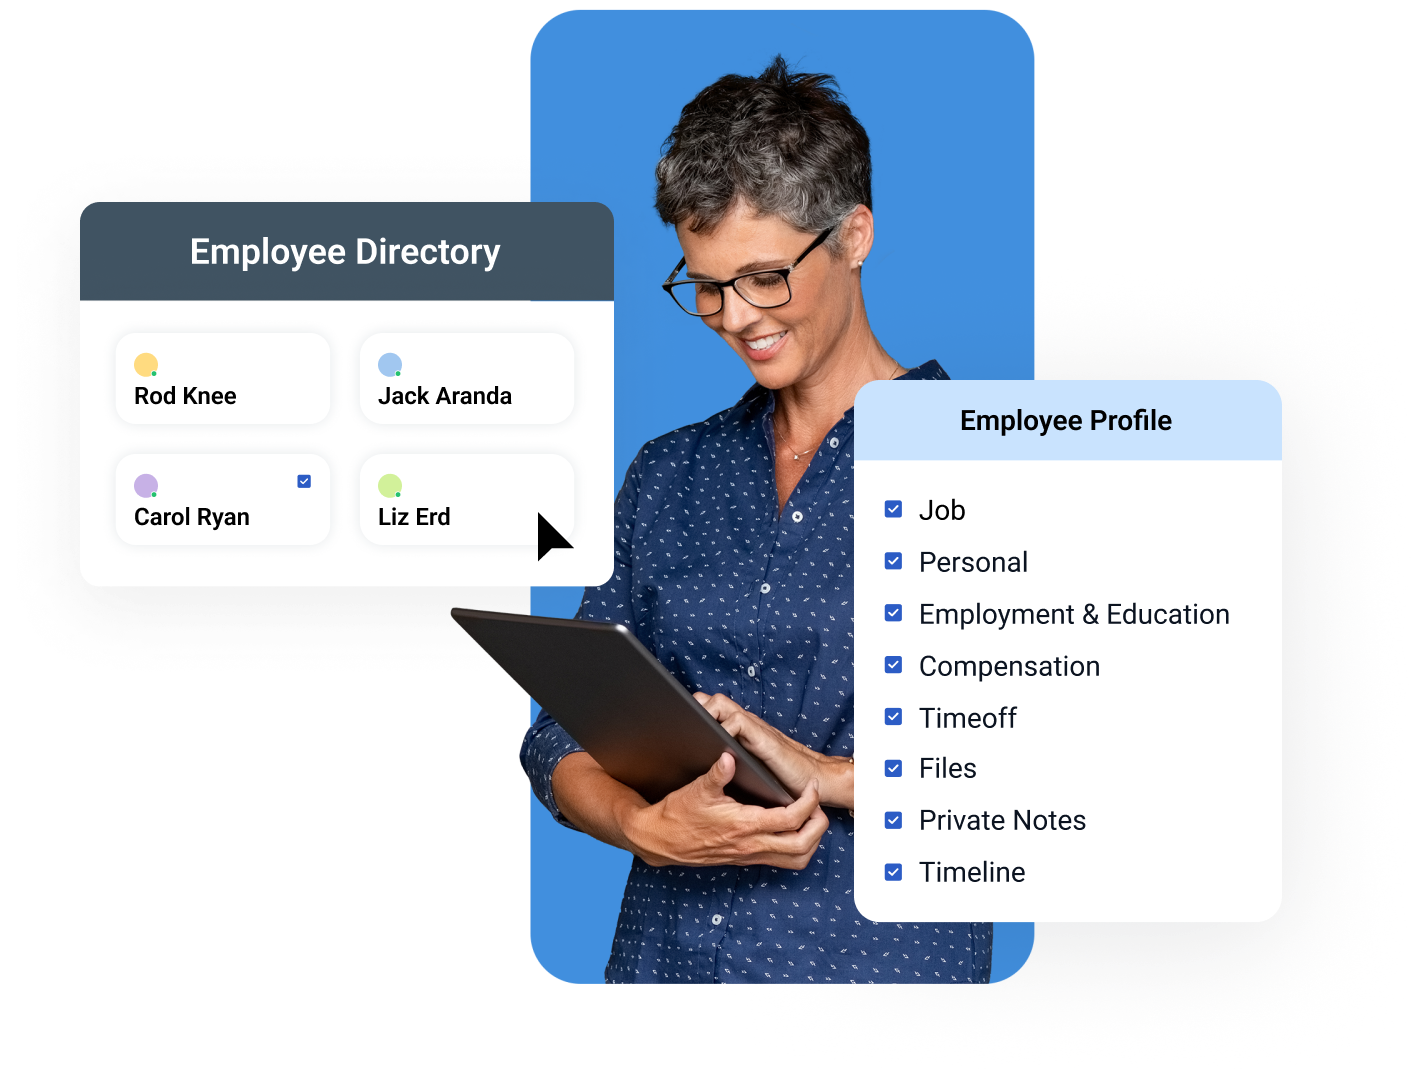 Employee Directory
Rod Knee
Jack Aranda
Carol Ryan
Liz Erd
Employee Profile
Job
Personal
Employment & Education
Compensation
Timeoff
Files
Private Notes
Timeline